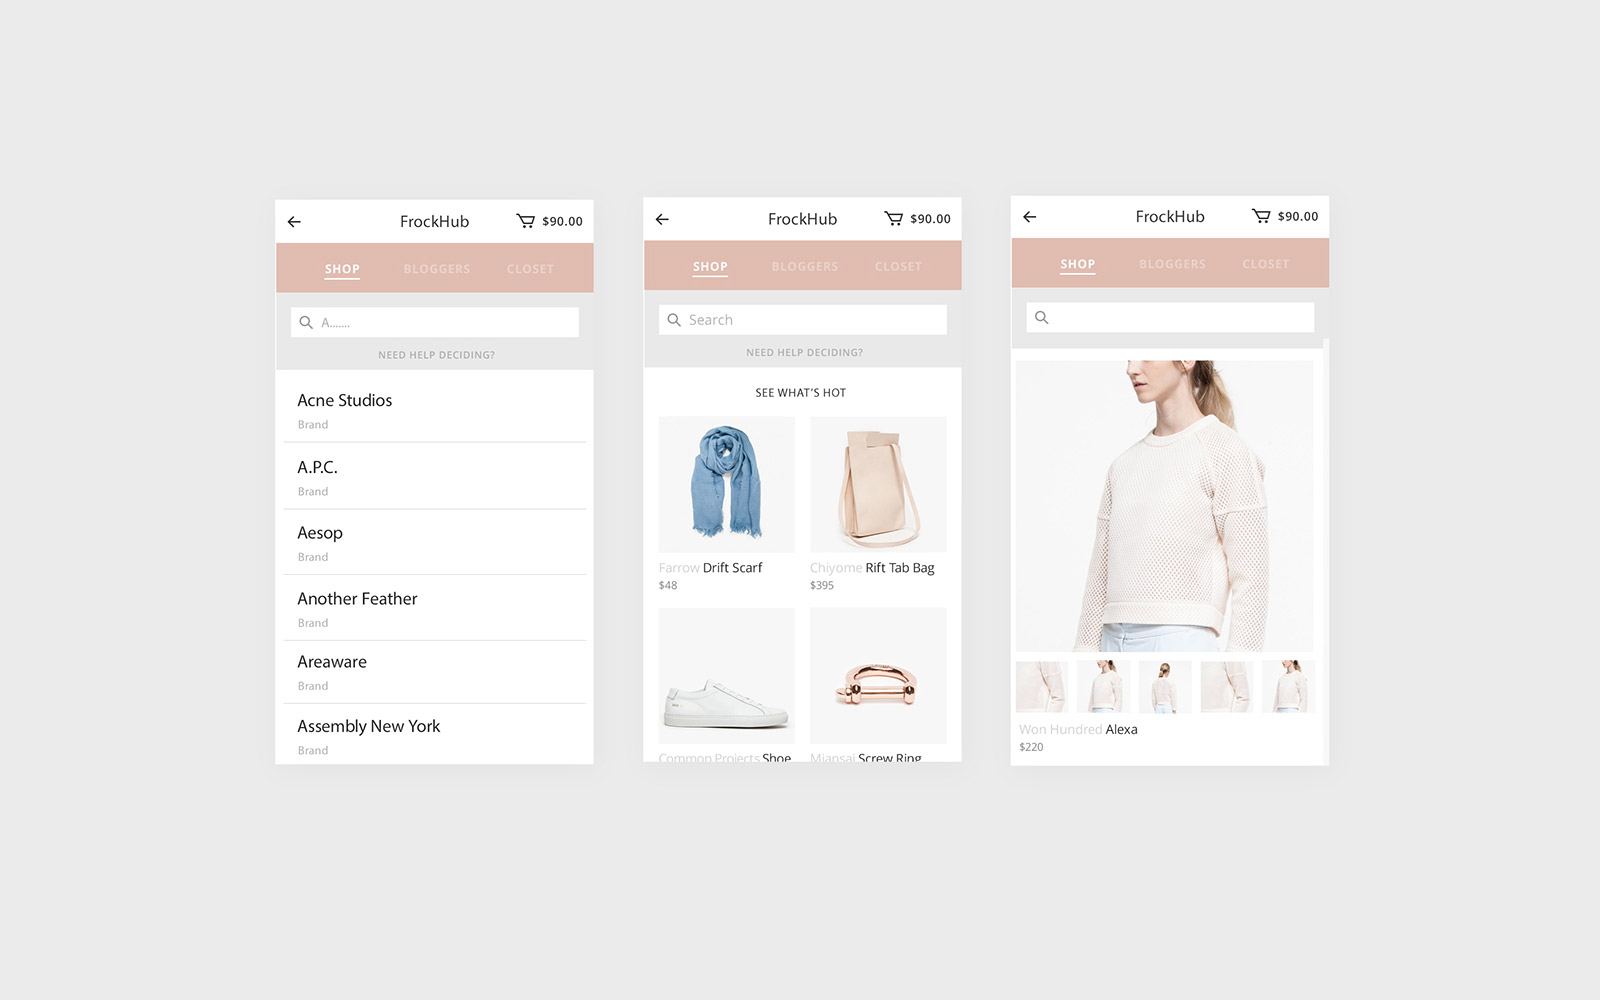 FrockHub $90.00
SHOP BLOGGERS CLOSET
A.......
NEED HELP DECIDING?
Acne Studios
Brand
A.P.C.
Brand
Aesop
Brand
Another Feather
Brand
Areaware
Brand
Assembly New York
Brand
FrockHub $90.00
SHOP BLOGGERS CLOSET
Search
NEED HELP DECIDING?
SEE WHAT'S HOT
Farrow Drift Scarf
$48
Chiyome Rift Tab Bag
$395
Common Projects Shoe
Miansai Screw Ring
FrockHub $90.00
SHOP BLOGGERS CLOSET
Won Hundred Alexa
$220